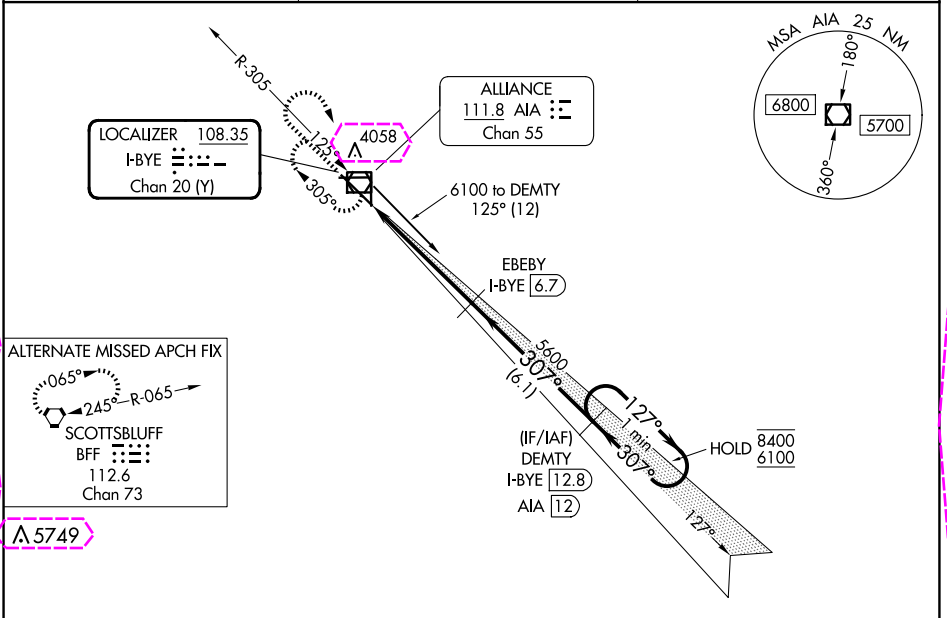 MSA AIA 25 NM
180°
6800
5700
360°
R-305
ALLIANCE
111.8 AIA
Chan 55
LOCALIZER 108.35
I-BYE
Chan 20 (Y)
4058
125°
305°
6100 to DEMTY
125° (12)
EBEBY
I-BYE 6.7
5600
307°
(6.1)
127°
1 min
307°
HOLD 8400
6100
(IF/IAF)
DEMTY
I-BYE 12.8
AIA 12
127°
ALTERNATE MISSED APCH FIX
065°
245° R-065
SCOTTSBLUFF
BFF
112.6
Chan 73
5749